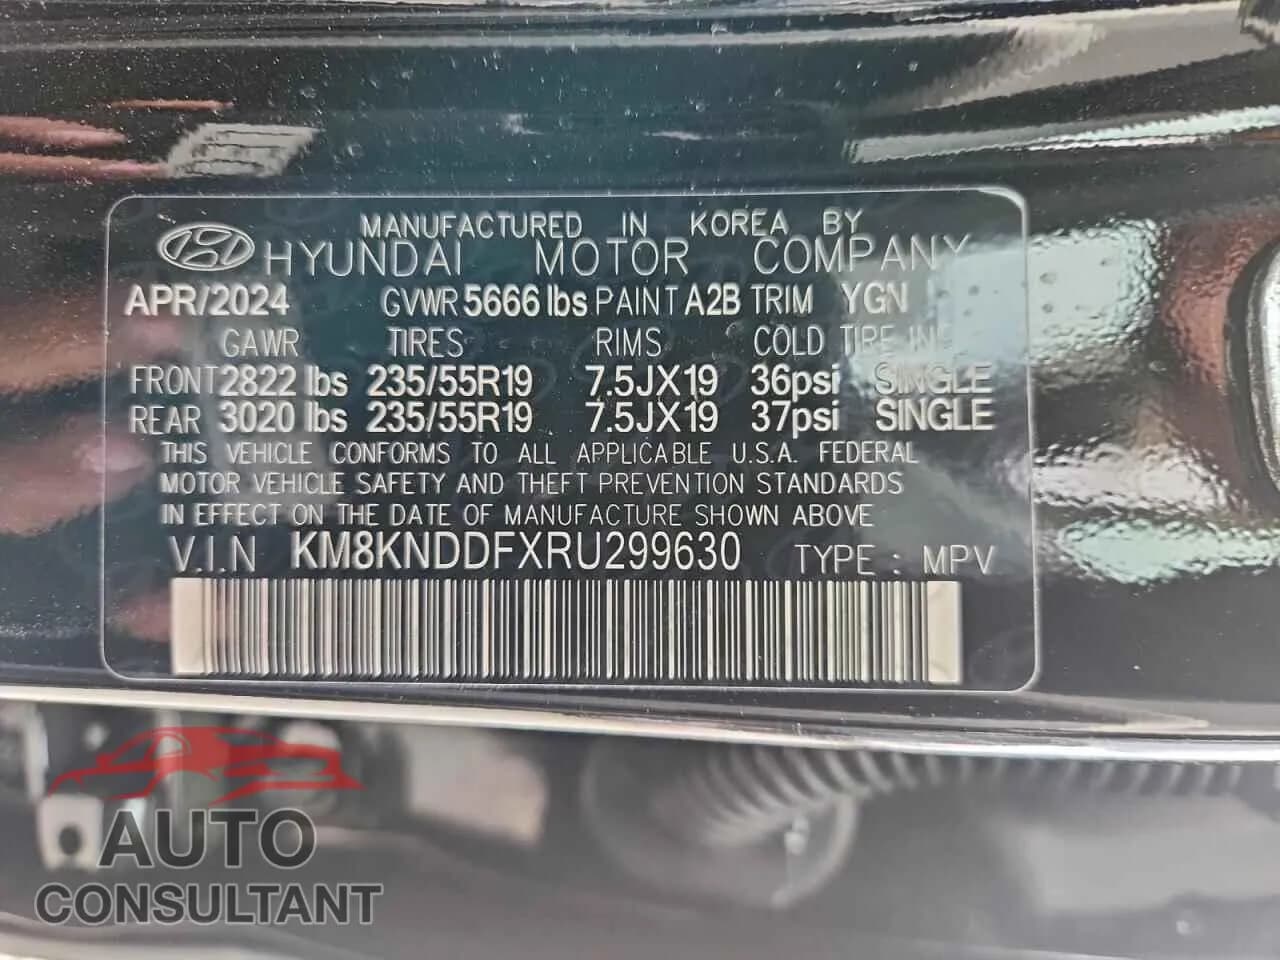 MANUFACTURED IN KOREA BY
HYUNDAI MOTOR COMPANY
APR/2024 GVWR 5666 lbs PAINT A2B TRIM YGN
GAWR TIRES RIMS COLD TIRE INF
FRONT 2822 lbs 235/55R19 7.5JX19 36psi SINGLE
REAR 3020 lbs 235/55R19 7.5JX19 37psi SINGLE
THIS VEHICLE CONFORMS TO ALL APPLICABLE U.S.A. FEDERAL
MOTOR VEHICLE SAFETY AND THEFT PREVENTION STANDARDS
IN EFFECT ON THE DATE OF MANUFACTURE SHOWN ABOVE
V.I.N KM8KNDDFXRU299630 TYPE : MPV
AUTO
CONSULTANT